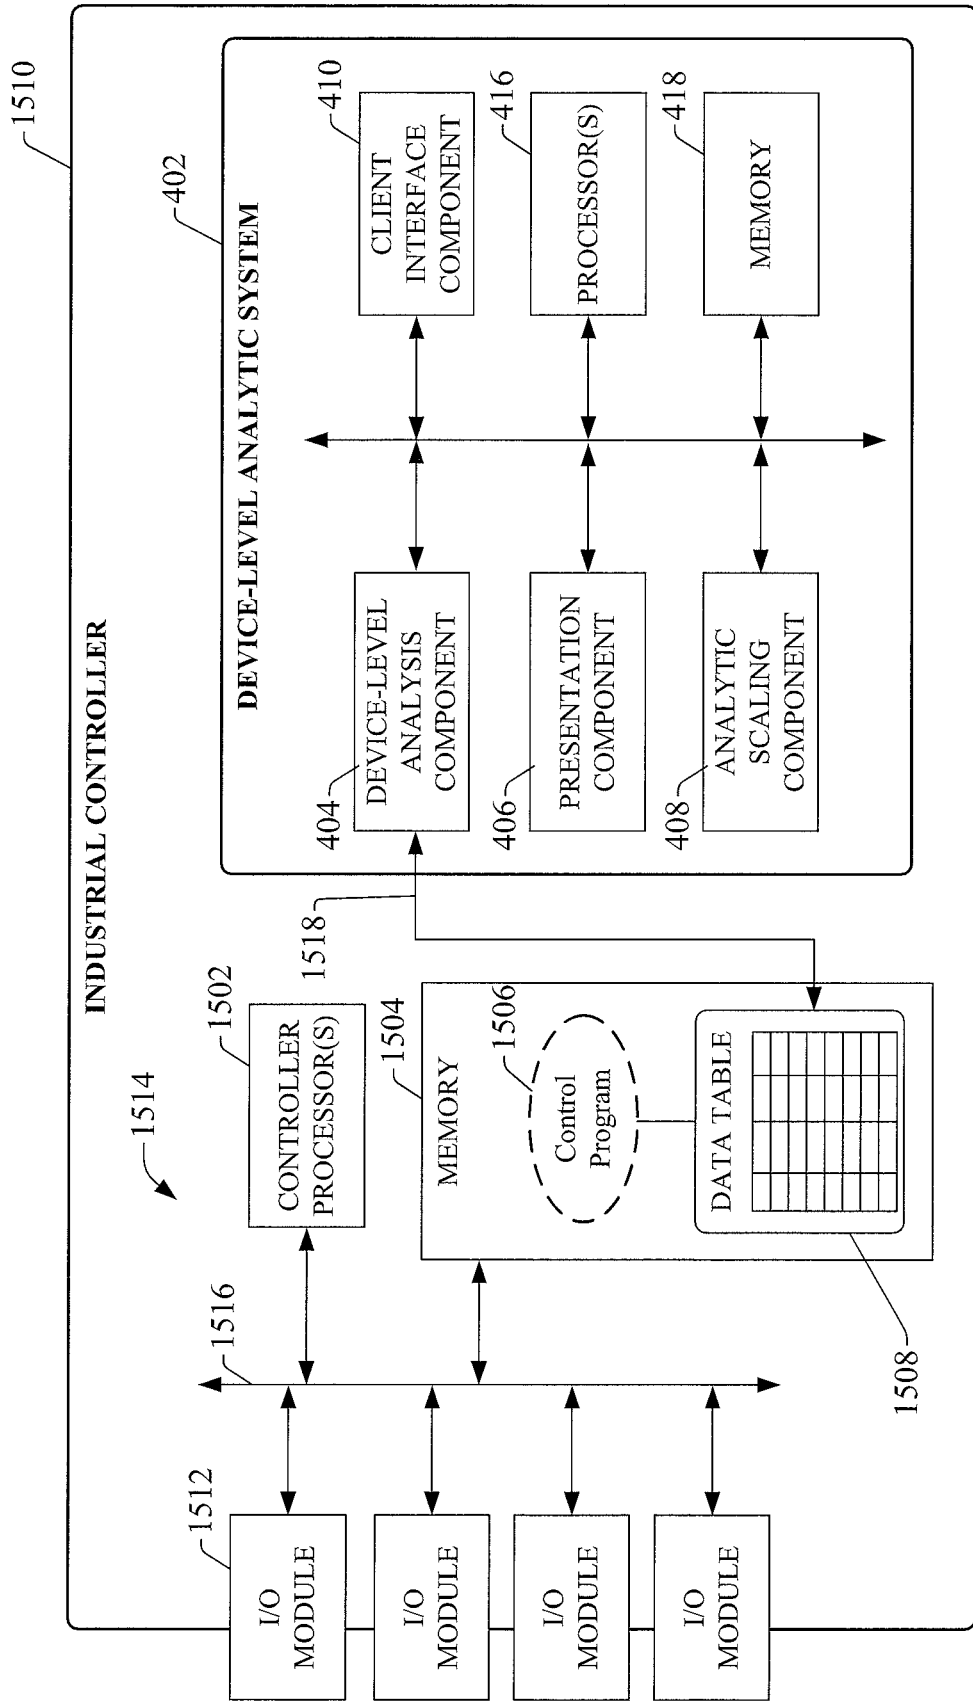 1510
INDUSTRIAL CONTROLLER
402
DEVICE-LEVEL ANALYTIC SYSTEM
404
DEVICE-LEVEL
ANALYSIS
COMPONENT
410
CLIENT
INTERFACE
COMPONENT
406
PRESENTATION
COMPONENT
416
PROCESSOR(S)
408
ANALYTIC
SCALING
COMPONENT
418
MEMORY
1514
1502
CONTROLLER
PROCESSOR(S)
1518
1504
MEMORY
1506
Control
Program
DATA TABLE
1508
1516
1512
I/O
MODULE
I/O
MODULE
I/O
MODULE
I/O
MODULE